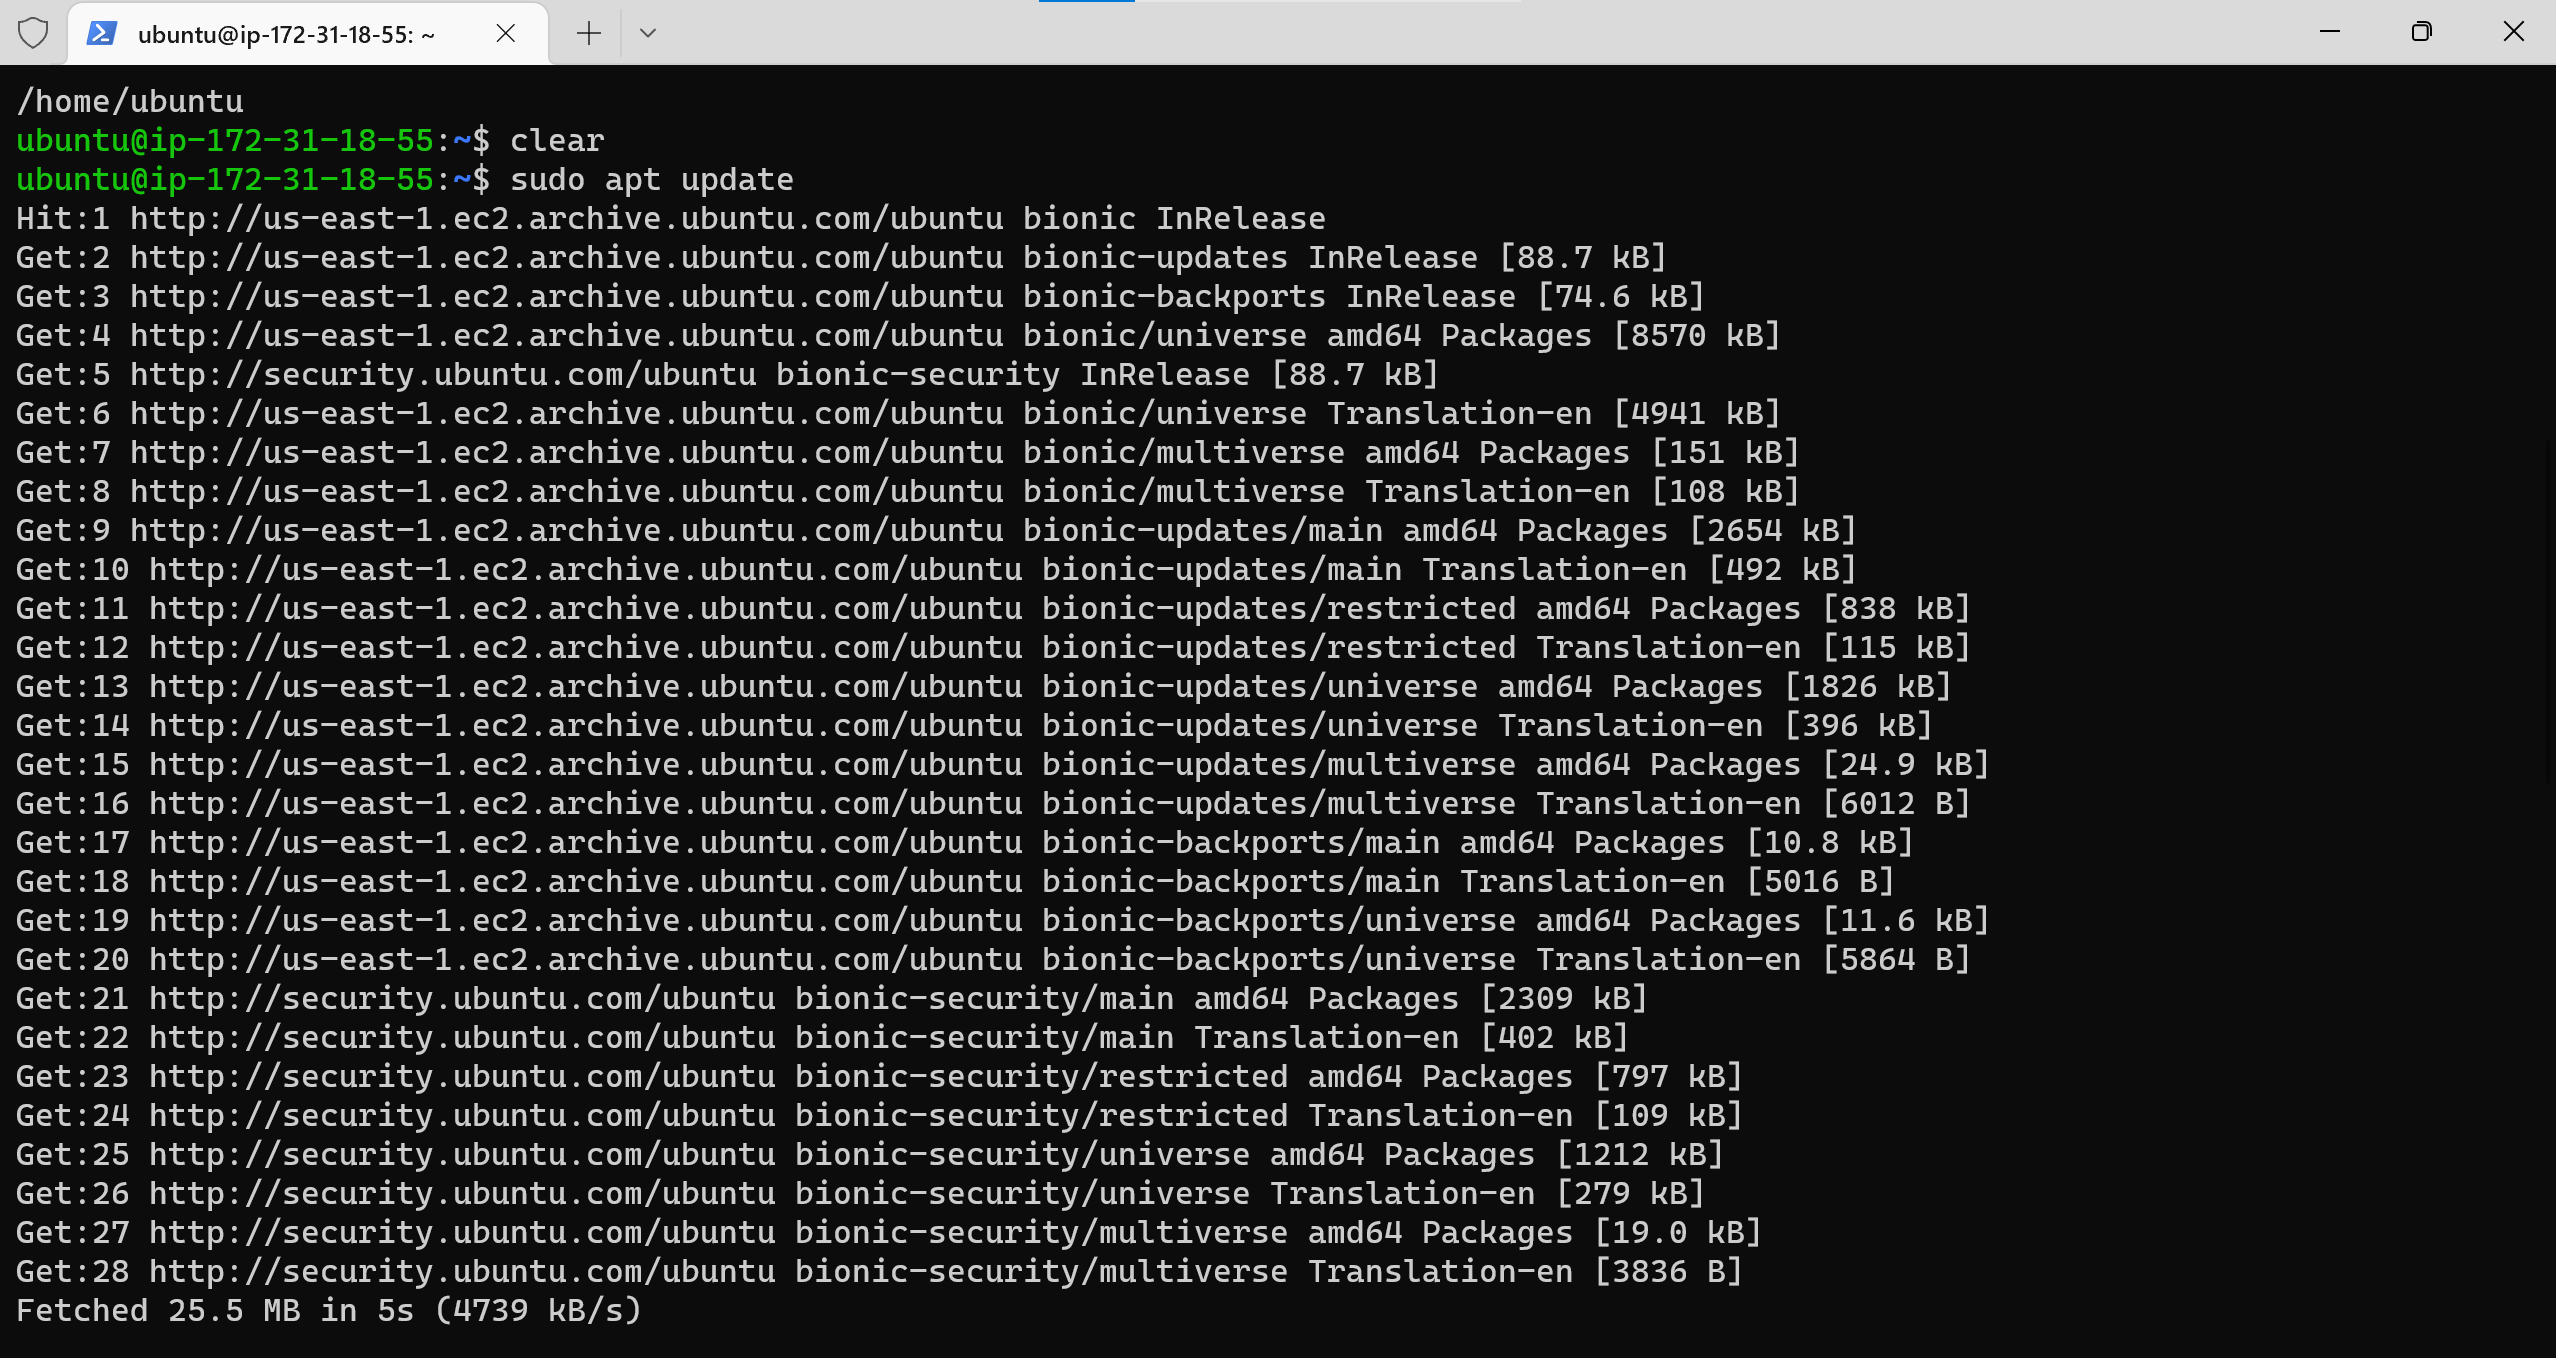 ubuntu@ip-172-31-18-55: ~
/home/ubuntu
ubuntu@ip-172-31-18-55:~$ clear
ubuntu@ip-172-31-18-55:~$ sudo apt update
Hit:1 http://us-east-1.ec2.archive.ubuntu.com/ubuntu bionic InRelease
Get:2 http://us-east-1.ec2.archive.ubuntu.com/ubuntu bionic-updates InRelease [88.7 kB]
Get:3 http://us-east-1.ec2.archive.ubuntu.com/ubuntu bionic-backports InRelease [74.6 kB]
Get:4 http://us-east-1.ec2.archive.ubuntu.com/ubuntu bionic/universe amd64 Packages [8570 kB]
Get:5 http://security.ubuntu.com/ubuntu bionic-security InRelease [88.7 kB]
Get:6 http://us-east-1.ec2.archive.ubuntu.com/ubuntu bionic/universe Translation-en [4941 kB]
Get:7 http://us-east-1.ec2.archive.ubuntu.com/ubuntu bionic/multiverse amd64 Packages [151 kB]
Get:8 http://us-east-1.ec2.archive.ubuntu.com/ubuntu bionic/multiverse Translation-en [108 kB]
Get:9 http://us-east-1.ec2.archive.ubuntu.com/ubuntu bionic-updates/main amd64 Packages [2654 kB]
Get:10 http://us-east-1.ec2.archive.ubuntu.com/ubuntu bionic-updates/main Translation-en [492 kB]
Get:11 http://us-east-1.ec2.archive.ubuntu.com/ubuntu bionic-updates/restricted amd64 Packages [838 kB]
Get:12 http://us-east-1.ec2.archive.ubuntu.com/ubuntu bionic-updates/restricted Translation-en [115 kB]
Get:13 http://us-east-1.ec2.archive.ubuntu.com/ubuntu bionic-updates/universe amd64 Packages [1826 kB]
Get:14 http://us-east-1.ec2.archive.ubuntu.com/ubuntu bionic-updates/universe Translation-en [396 kB]
Get:15 http://us-east-1.ec2.archive.ubuntu.com/ubuntu bionic-updates/multiverse amd64 Packages [24.9 kB]
Get:16 http://us-east-1.ec2.archive.ubuntu.com/ubuntu bionic-updates/multiverse Translation-en [6012 B]
Get:17 http://us-east-1.ec2.archive.ubuntu.com/ubuntu bionic-backports/main amd64 Packages [10.8 kB]
Get:18 http://us-east-1.ec2.archive.ubuntu.com/ubuntu bionic-backports/main Translation-en [5016 B]
Get:19 http://us-east-1.ec2.archive.ubuntu.com/ubuntu bionic-backports/universe amd64 Packages [11.6 kB]
Get:20 http://us-east-1.ec2.archive.ubuntu.com/ubuntu bionic-backports/universe Translation-en [5864 B]
Get:21 http://security.ubuntu.com/ubuntu bionic-security/main amd64 Packages [2309 kB]
Get:22 http://security.ubuntu.com/ubuntu bionic-security/main Translation-en [402 kB]
Get:23 http://security.ubuntu.com/ubuntu bionic-security/restricted amd64 Packages [797 kB]
Get:24 http://security.ubuntu.com/ubuntu bionic-security/restricted Translation-en [109 kB]
Get:25 http://security.ubuntu.com/ubuntu bionic-security/universe amd64 Packages [1212 kB]
Get:26 http://security.ubuntu.com/ubuntu bionic-security/universe Translation-en [279 kB]
Get:27 http://security.ubuntu.com/ubuntu bionic-security/multiverse amd64 Packages [19.0 kB]
Get:28 http://security.ubuntu.com/ubuntu bionic-security/multiverse Translation-en [3836 B]
Fetched 25.5 MB in 5s (4739 kB/s)